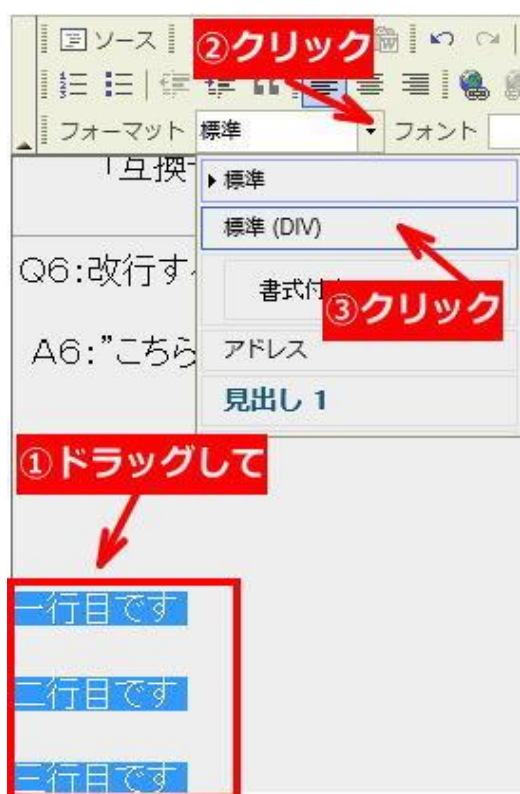 ソース
②クリック
フォーマット 標準 フォント
「互換
標準
標準 (DIV)
Q6:改行す
書式付
③クリック
A6:”こちら
アドレス
見出し 1
①ドラッグして
一行目です
二行目です
三行目です